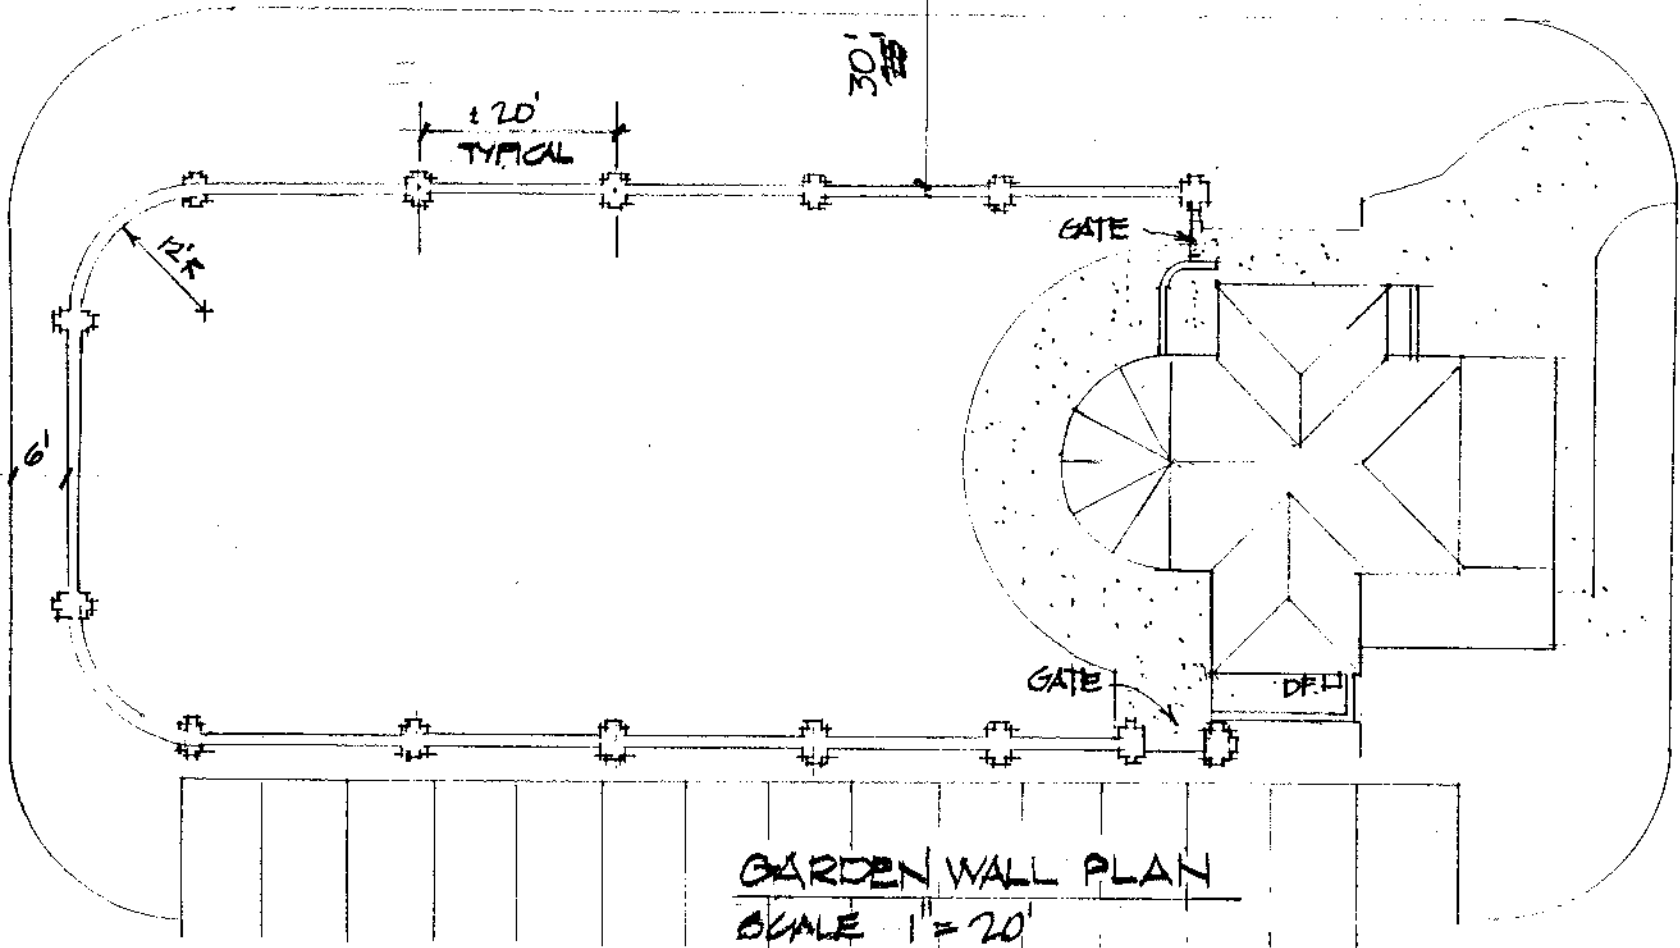 30'
± 20'
TYPICAL
GATE
12' R
6'
GATE
DF.
GARDEN WALL PLAN
SCALE 1" = 20'